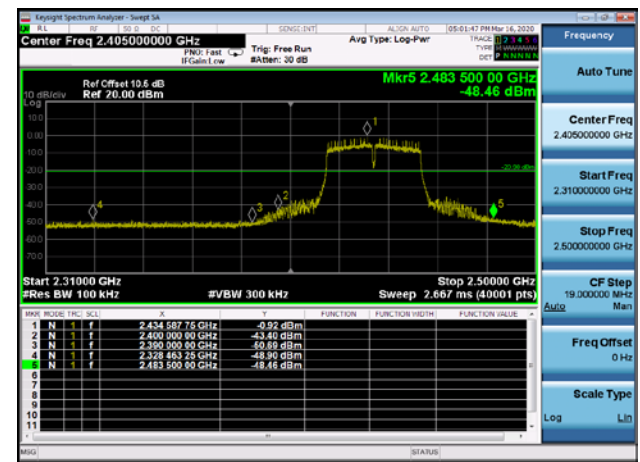 Keysight Spectrum Analyzer - Swept SA
RL RF 50 Ω DC SENSE:INT ALIGN AUTO 05:01:47 PM Mar 16, 2020
Center Freq 2.405000000 GHz
PNO: Fast
IFGain:Low
Trig: Free Run
#Atten: 30 dB
Avg Type: Log-Pwr
TRACE 1 2 3 4 5 6
TYPE M
DET P N N N N N
Ref Offset 10.6 dB
10 dB/div Ref 20.00 dBm
Log
Mkr5 2.483 500 00 GHz
-48.46 dBm
10.0
0.00
-10.0
-20.0
-30.0
-40.0
-50.0
-60.0
-70.0
1
2
3
4
5
Start 2.31000 GHz
Stop 2.50000 GHz
#Res BW 100 kHz
#VBW 300 kHz
Sweep 2.667 ms (40001 pts)
MKR MODE TRC SCL X Y FUNCTION FUNCTION WIDTH FUNCTION VALUE
1 N 1 f 2.434 587 75 GHz -0.92 dBm
2 N 1 f 2.400 000 00 GHz -43.40 dBm
3 N 1 f 2.390 000 00 GHz -50.69 dBm
4 N 1 f 2.328 463 25 GHz -48.90 dBm
5 N 1 f 2.483 500 00 GHz -48.46 dBm
6
7
8
9
10
11
MSG STATUS
Frequency
Auto Tune
Center Freq
2.405000000 GHz
Start Freq
2.310000000 GHz
Stop Freq
2.500000000 GHz
CF Step
19.000000 MHz
Auto Man
Freq Offset
0 Hz
Scale Type
Log Lin